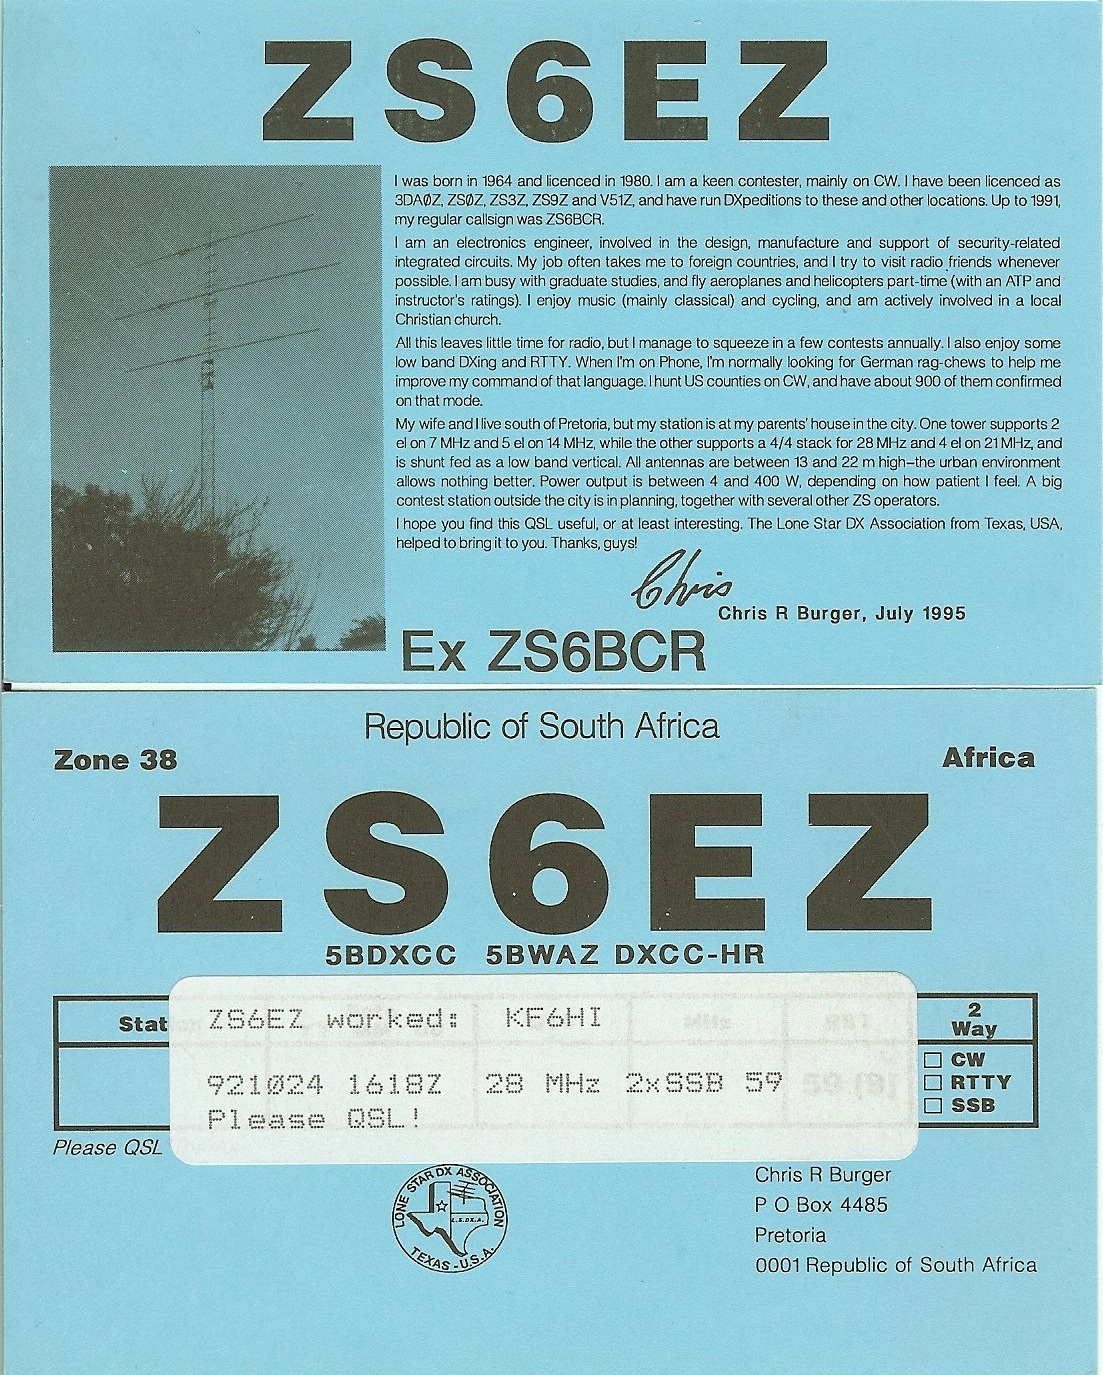 ZS6EZ
I was born in 1964 and licenced in 1980. I am a keen contester, mainly on CW. I have been licenced as
3DAØZ, ZSØZ, ZS3Z, ZS9Z and V51Z, and have run DXpeditions to these and other locations. Up to 1991,
my regular callsign was ZS6BCR.
I am an electronics engineer, involved in the design, manufacture and support of security-related
integrated circuits. My job often takes me to foreign countries, and I try to visit radio friends whenever
possible. I am busy with graduate studies, and fly aeroplanes and helicopters part-time (with an ATP and
instructor's ratings). I enjoy music (mainly classical) and cycling, and am actively involved in a local
Christian church.
All this leaves little time for radio, but I manage to squeeze in a few contests annually. I also enjoy some
low band DXing and RTTY. When I'm on Phone, I'm normally looking for German rag-chews to help me
improve my command of that language. I hunt US counties on CW, and have about 900 of them confirmed
on that mode.
My wife and I live south of Pretoria, but my station is at my parents' house in the city. One tower supports 2
el on 7 MHz and 5 el on 14 MHz, while the other supports a 4/4 stack for 28 MHz and 4 el on 21 MHz, and
is shunt fed as a low band vertical. All antennas are between 13 and 22 m high–the urban environment
allows nothing better. Power output is between 4 and 400 W, depending on how patient I feel. A big
contest station outside the city is in planning, together with several other ZS operators.
I hope you find this QSL useful, or at least interesting. The Lone Star DX Association from Texas, USA,
helped to bring it to you. Thanks, guys!
Chris
Chris R Burger, July 1995
Ex ZS6BCR
Republic of South Africa
Zone 38 Africa
ZS6EZ
5BDXCC 5BWAZ DXCC-HR
Stat ZS6EZ worked: KF6HI 2
Way
921024 1618Z 28 MHz 2xSSB 59
Please QSL!
CW
RTTY
SSB
Please QSL
LONE STAR DX ASSOCIATION
L.S.DX.A.
TEXAS - U.S.A.
Chris R Burger
P O Box 4485
Pretoria
0001 Republic of South Africa